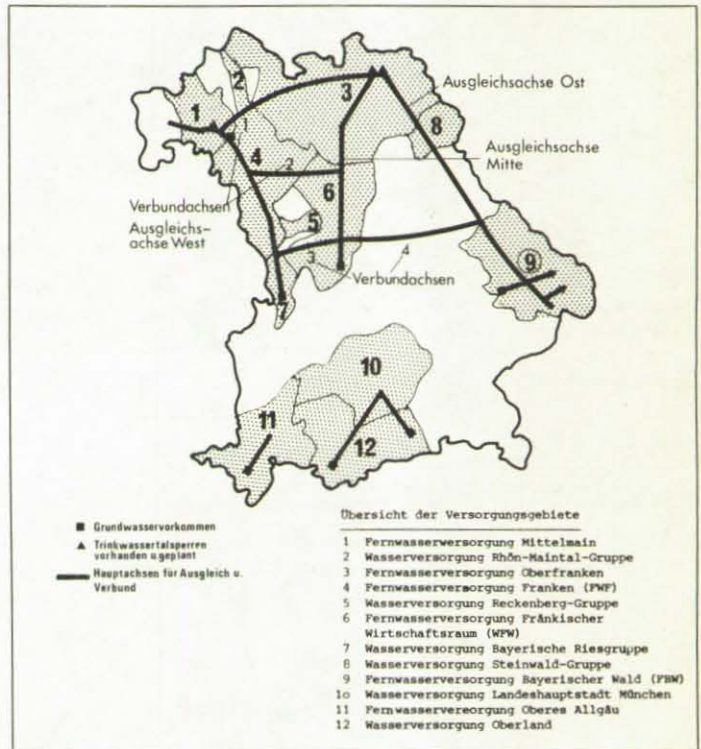 2
3
1
Ausgleichsachse Ost
8
1
4
2
Ausgleichsachse
Mitte
6
Verbundachsen
Ausgleichs-
achse West
5
3
4
Verbundachsen
9
7
10
11
12
Grundwasservorkommen
Trinkwassertalsperren
vorhanden u.geplant
Hauptachsen für Ausgleich u.
Verbund
Übersicht der Versorgungsgebiete
1 Fernwasserwersorgung Mittelmain
2 Wasserversorgung Rhön-Maintal-Gruppe
3 Fernwasserversorgung Oberfranken
4 Fernwasserversorgung Franken (FWF)
5 Wasserversorgung Reckenberg-Gruppe
6 Fernwasserversorgung Fränkischer
Wirtschaftsraum (WFW)
7 Wasserversorgung Bayerische Riesgruppe
8 Wasserversorgung Steinwald-Gruppe
9 Fernwasserversorgung Bayerischer Wald (FBW)
1o Wasserversorgung Landeshauptstadt München
11 Fernwasservereorgung Oberes Allgäu
12 Wasserversorgung Oberland